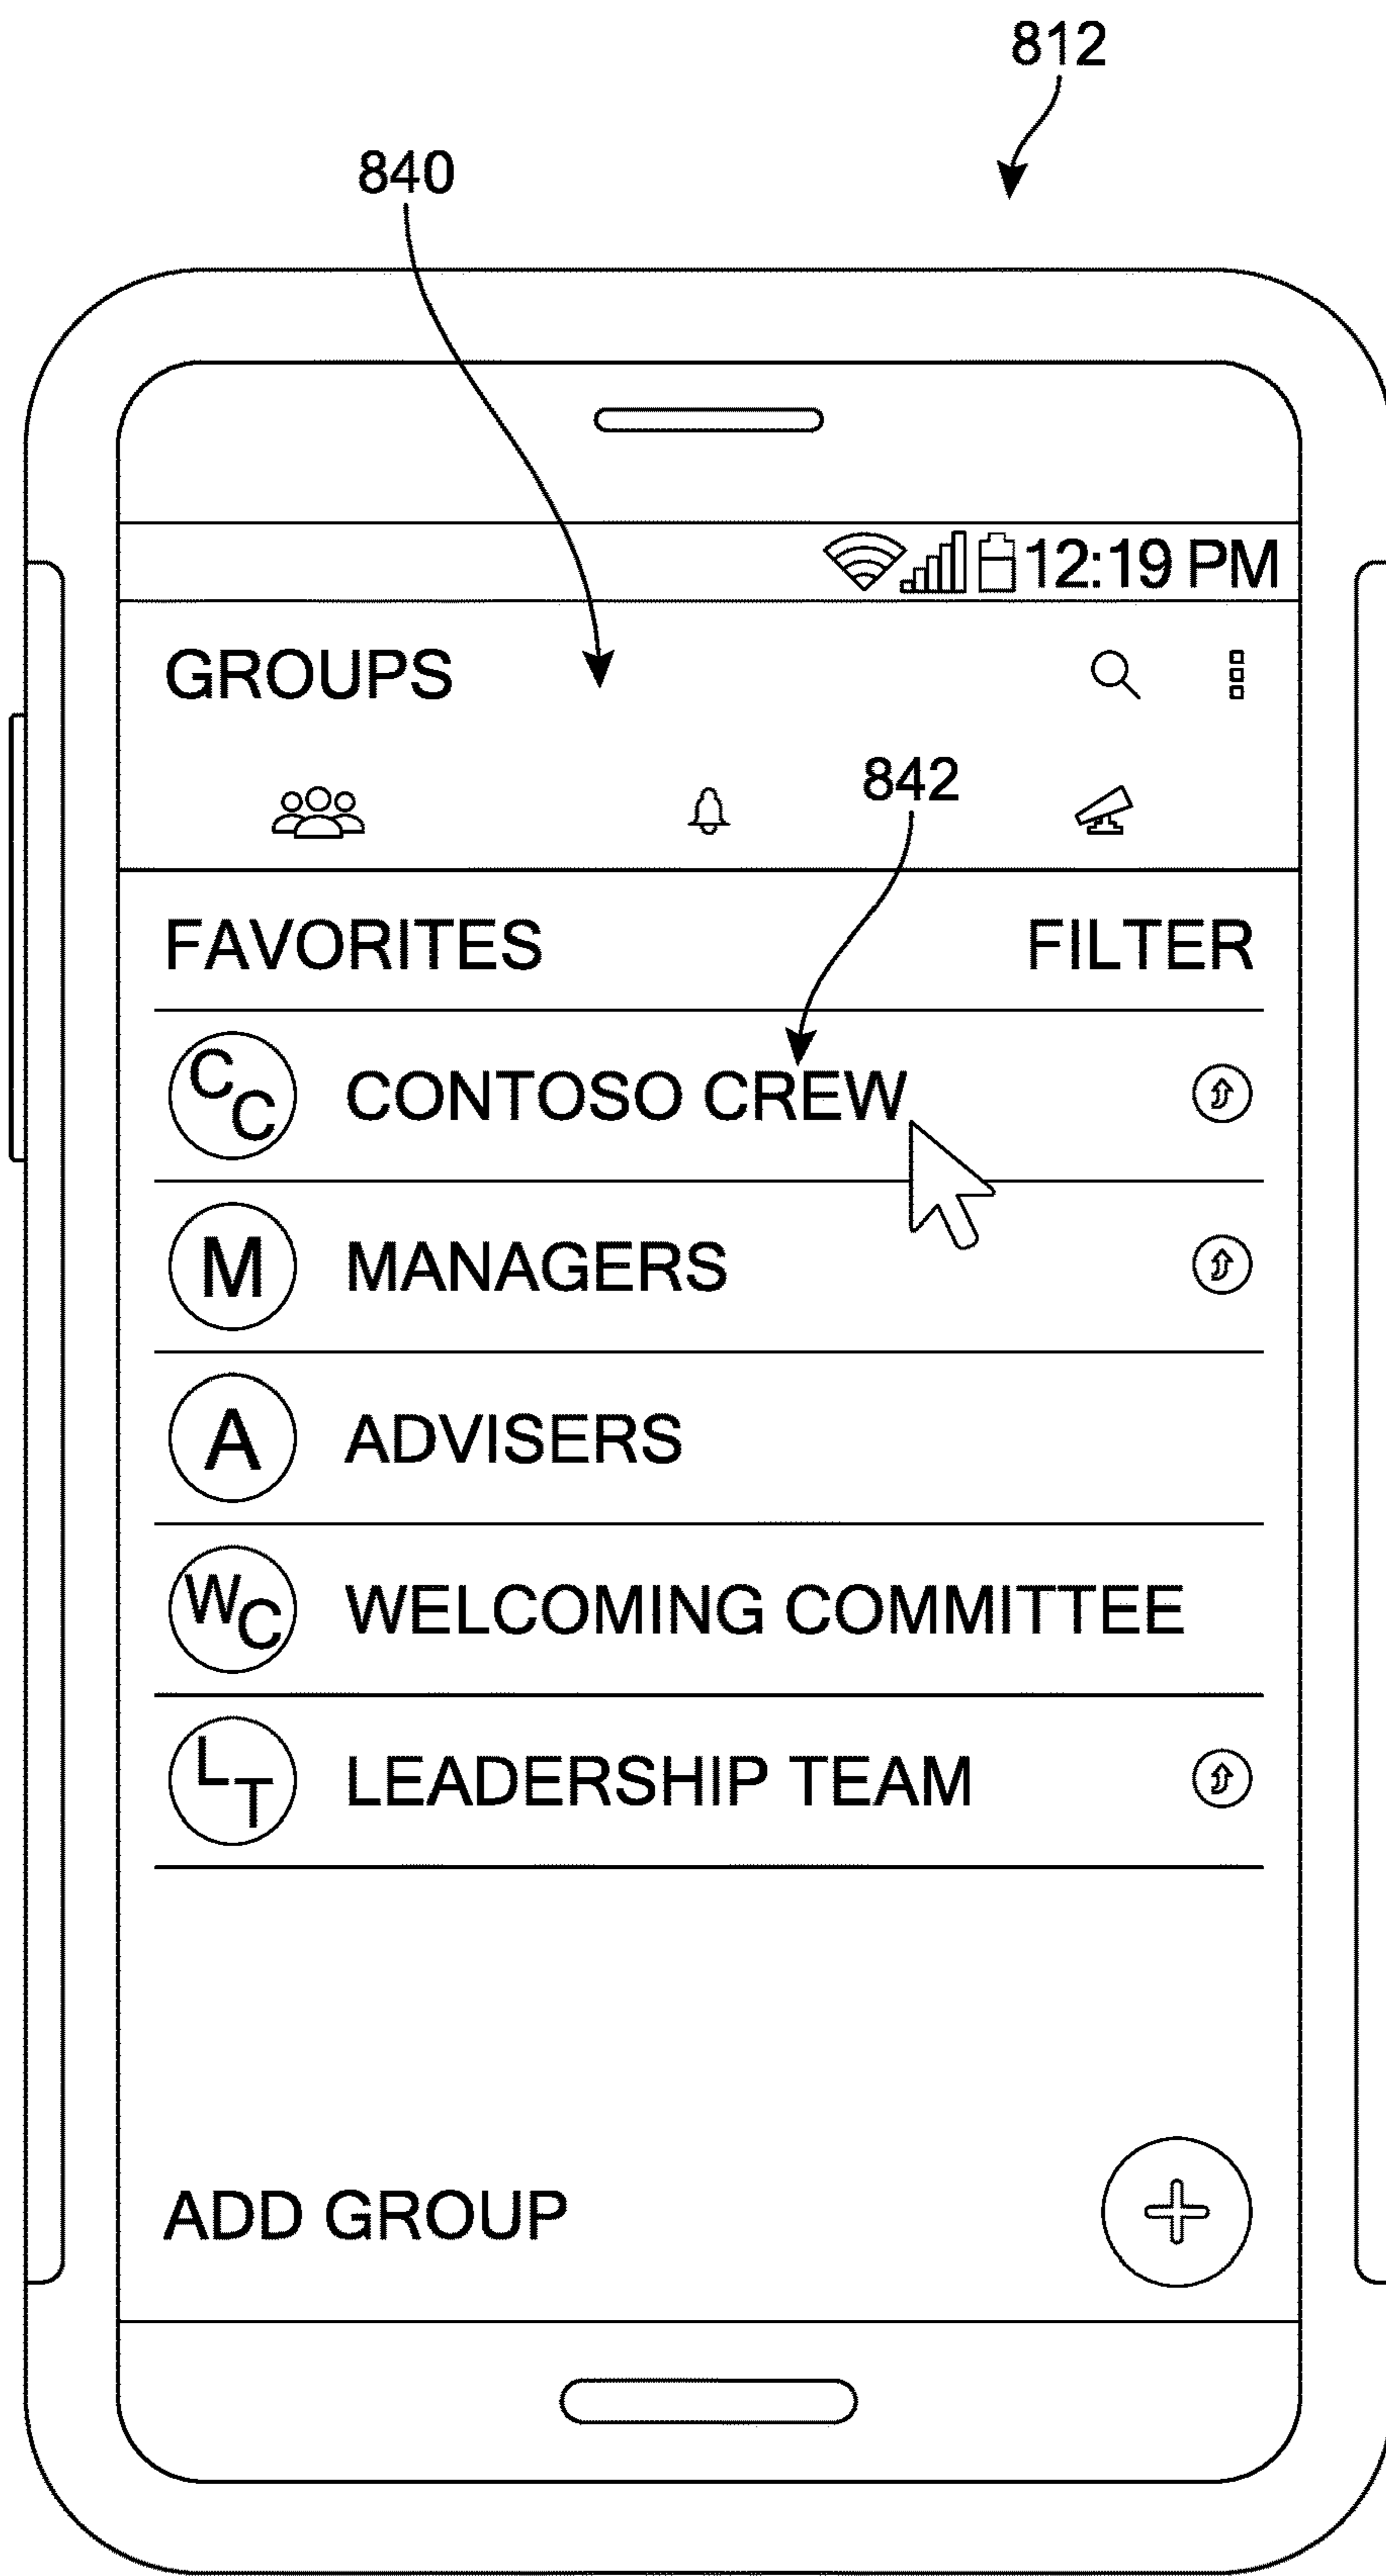 812
840
12:19 PM
GROUPS
842
FAVORITES FILTER
CC CONTOSO CREW
M MANAGERS
A ADVISERS
WC WELCOMING COMMITTEE
LT LEADERSHIP TEAM
ADD GROUP